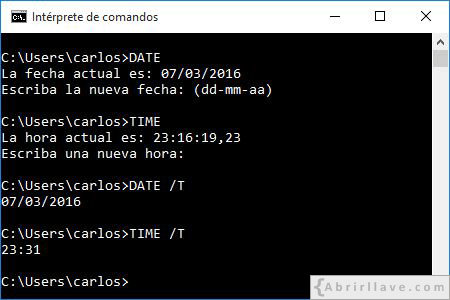 Intérprete de comandos
C:\Users\carlos>DATE
La fecha actual es: 07/03/2016
Escriba la nueva fecha: (dd-mm-aa)
C:\Users\carlos>TIME
La hora actual es: 23:16:19,23
Escriba una nueva hora:
C:\Users\carlos>DATE /T
07/03/2016
C:\Users\carlos>TIME /T
23:31
C:\Users\carlos>
{Abrirllave.com